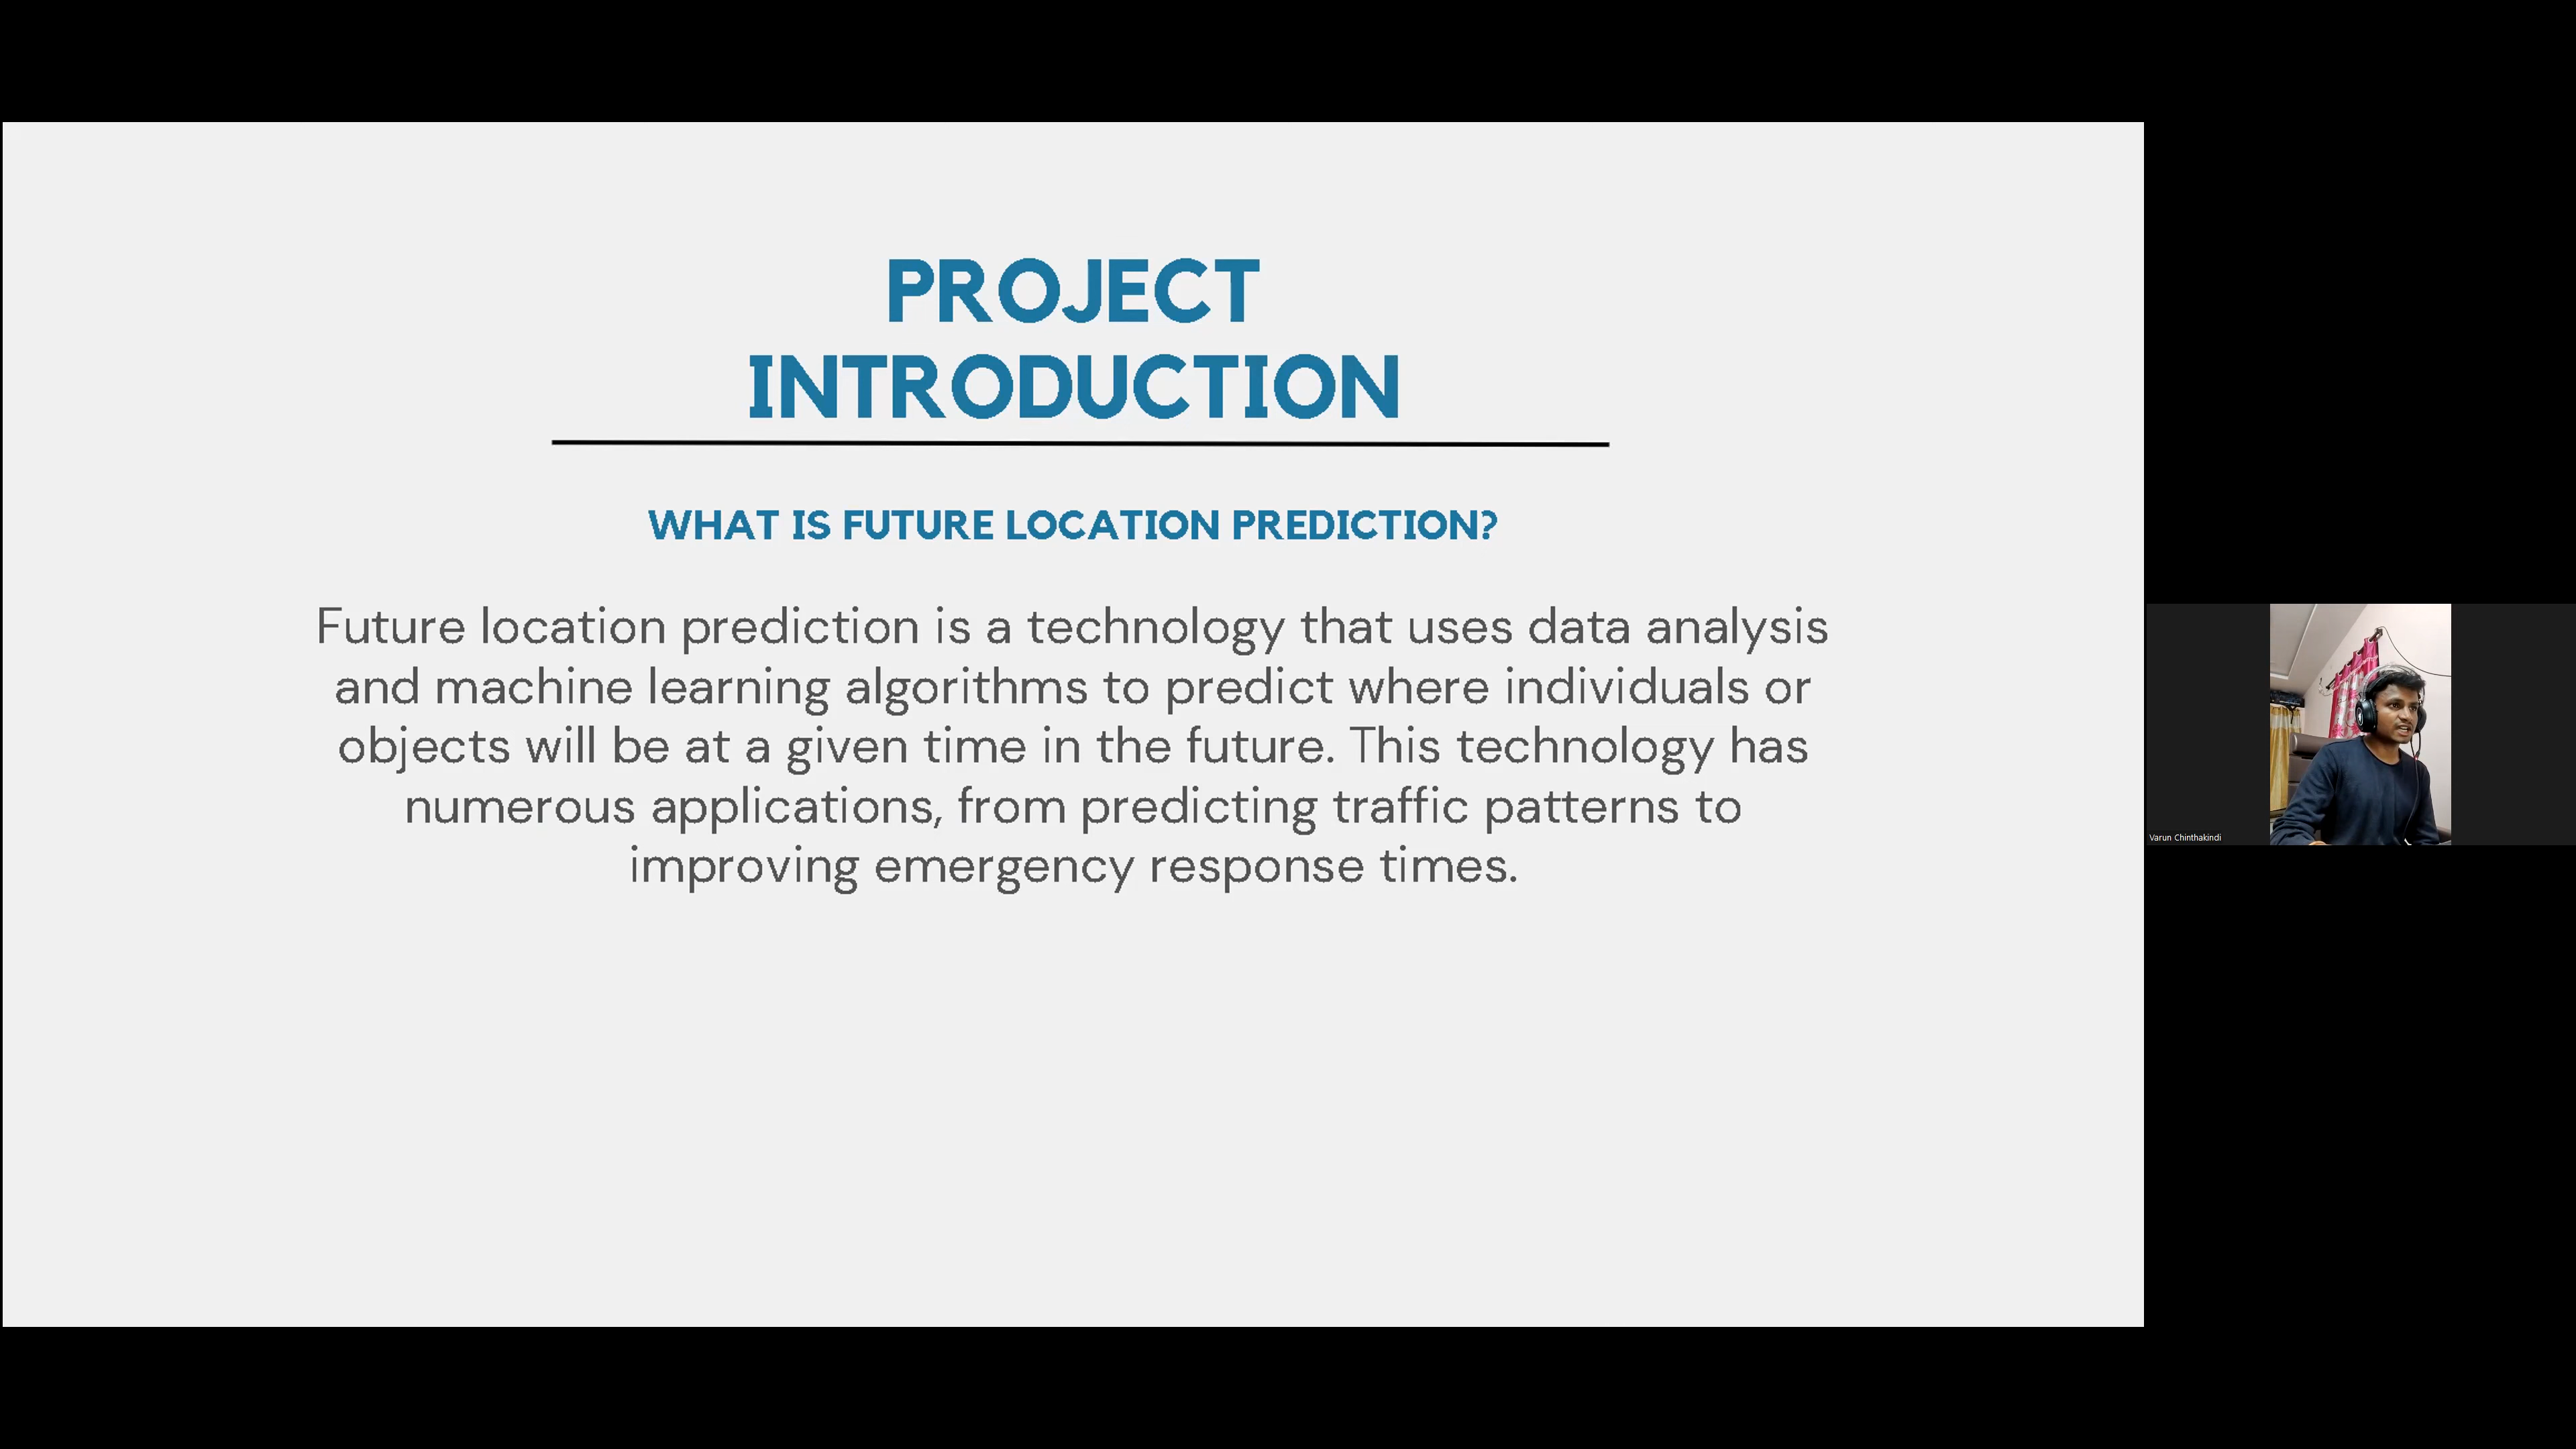 PROJECT
INTRODUCTION
WHAT IS FUTURE LOCATION PREDICTION?
Future location prediction is a technology that uses data analysis
and machine learning algorithms to predict where individuals or
objects will be at a given time in the future. This technology has
numerous applications, from predicting traffic patterns to
improving emergency response times.
Varun Chinthakindi